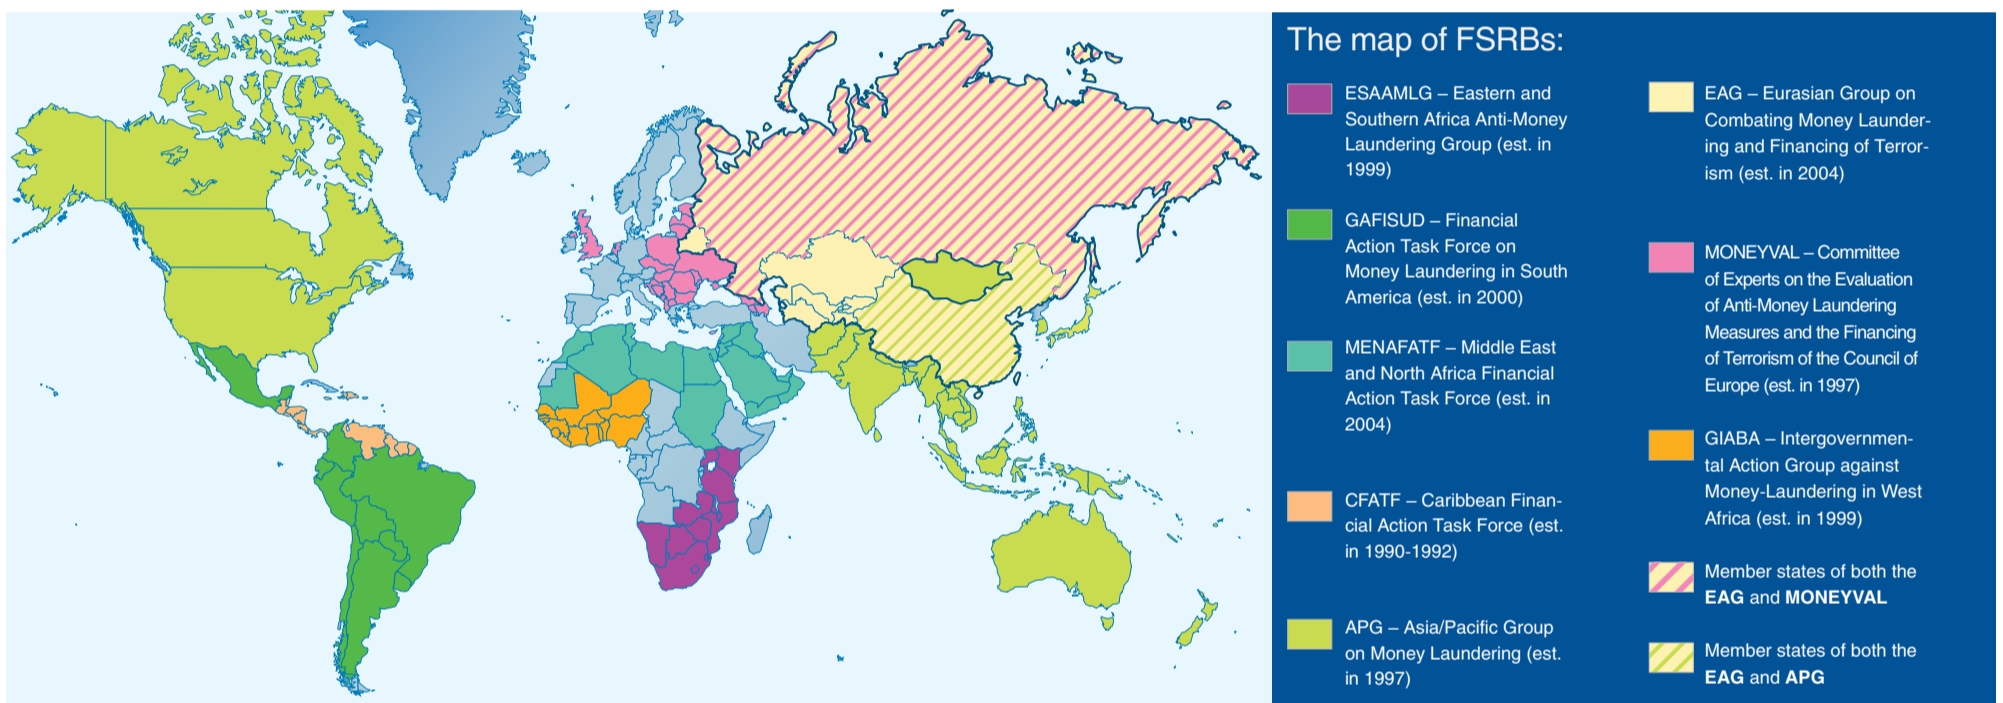 The map of FSRBs:
ESAAMLG – Eastern and
Southern Africa Anti-Money
Laundering Group (est. in
1999)
GAFISUD – Financial
Action Task Force on
Money Laundering in South
America (est. in 2000)
MENAFATF – Middle East
and North Africa Financial
Action Task Force (est. in
2004)
CFATF – Caribbean Finan-
cial Action Task Force (est.
in 1990-1992)
APG – Asia/Pacific Group
on Money Laundering (est.
in 1997)
EAG – Eurasian Group on
Combating Money Launder-
ing and Financing of Terror-
ism (est. in 2004)
MONEYVAL – Committee
of Experts on the Evaluation
of Anti-Money Laundering
Measures and the Financing
of Terrorism of the Council of
Europe (est. in 1997)
GIABA – Intergovernmen-
tal Action Group against
Money-Laundering in West
Africa (est. in 1999)
Member states of both the
EAG and MONEYVAL
Member states of both the
EAG and APG